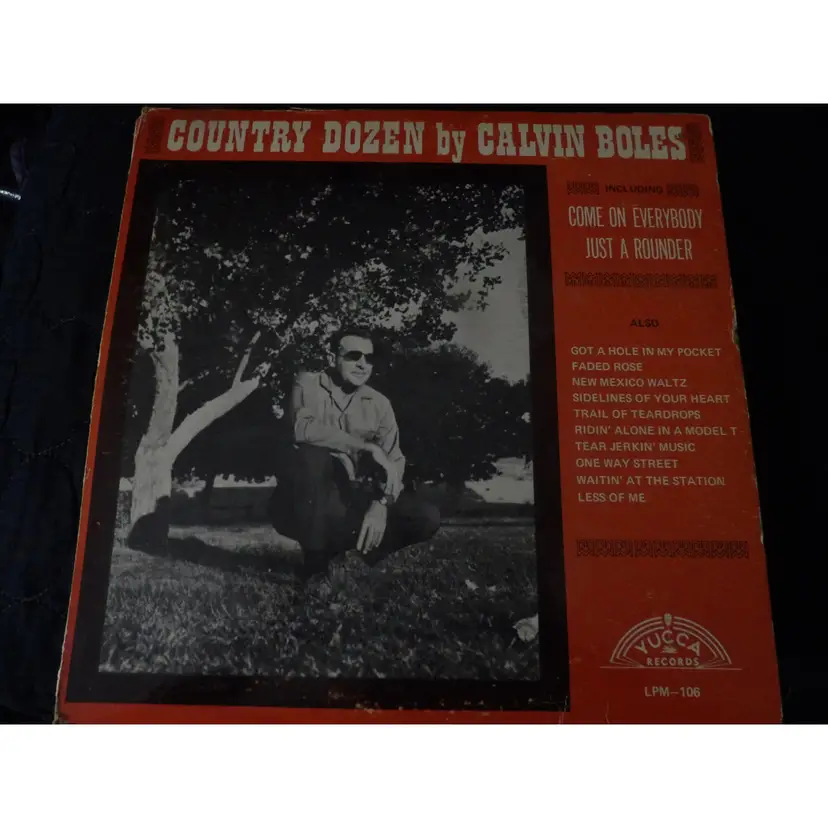 COUNTRY DOZEN by CALVIN BOLES
INCLUDING
COME ON EVERYBODY
JUST A ROUNDER
ALSO
GOT A HOLE IN MY POCKET
FADED ROSE
NEW MEXICO WALTZ
SIDELINES OF YOUR HEART
TRAIL OF TEARDROPS
RIDIN' ALONE IN A MODEL T
TEAR JERKIN' MUSIC
ONE WAY STREET
WAITIN' AT THE STATION
LESS OF ME
YUCCA
RECORDS
LPM-106